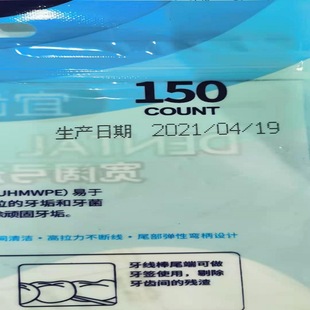 150
COUNT
生产日期 2021/04/19
UHMWPE) 易于
的牙垢和牙菌
顽固牙垢。
清洁·高拉力不断线·尾部弹性弯柄设计
牙线棒尾端可做
牙签使用，剔除
牙齿间的残渣